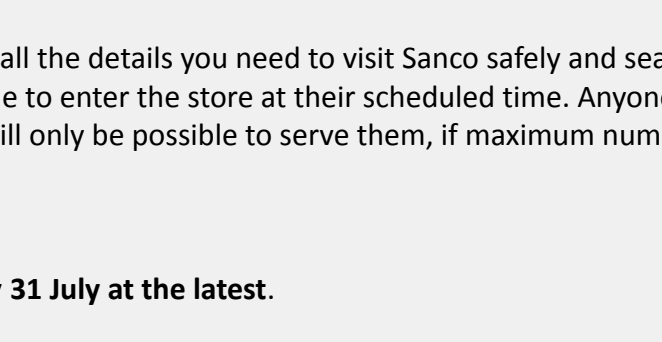 all the details you need to visit Sanco safely and sea
e to enter the store at their scheduled time. Anyone
ill only be possible to serve them, if maximum num
31 July at the latest.